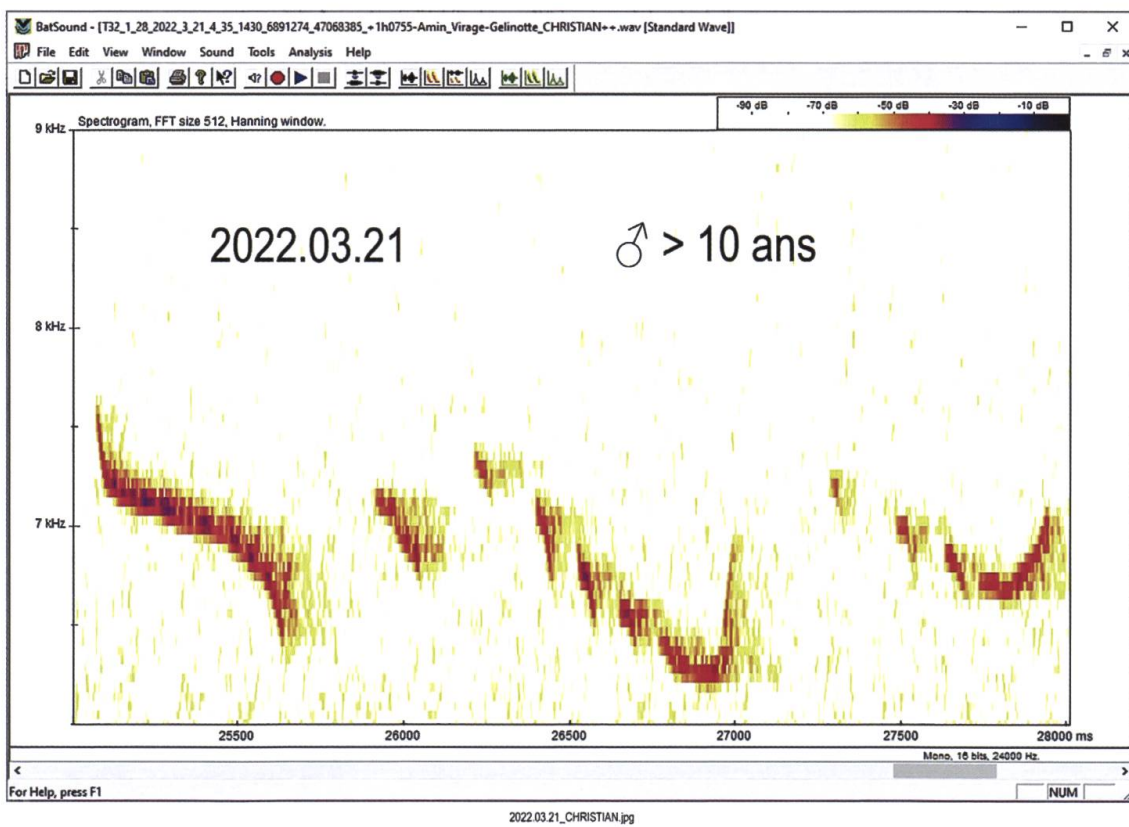 BatSound - [T32_1_28_2022_3_21_4_35_1430_6891274_47068385_+1h0755-Amin_Virage-Gelinotte_CHRISTIAN++.wav [Standard Wave]]
File Edit View Window Sound Tools Analysis Help
-90 dB -70 dB -50 dB -30 dB -10 dB
Spectrogram, FFT size 512, Hanning window.
9 kHz
2022.03.21 ♂ > 10 ans
8 kHz
7 kHz
25500 26000 26500 27000 27500 28000 ms
Mono, 16 bits, 24000 Hz.
For Help, press F1 NUM
2022.03.21_CHRISTIAN.jpg